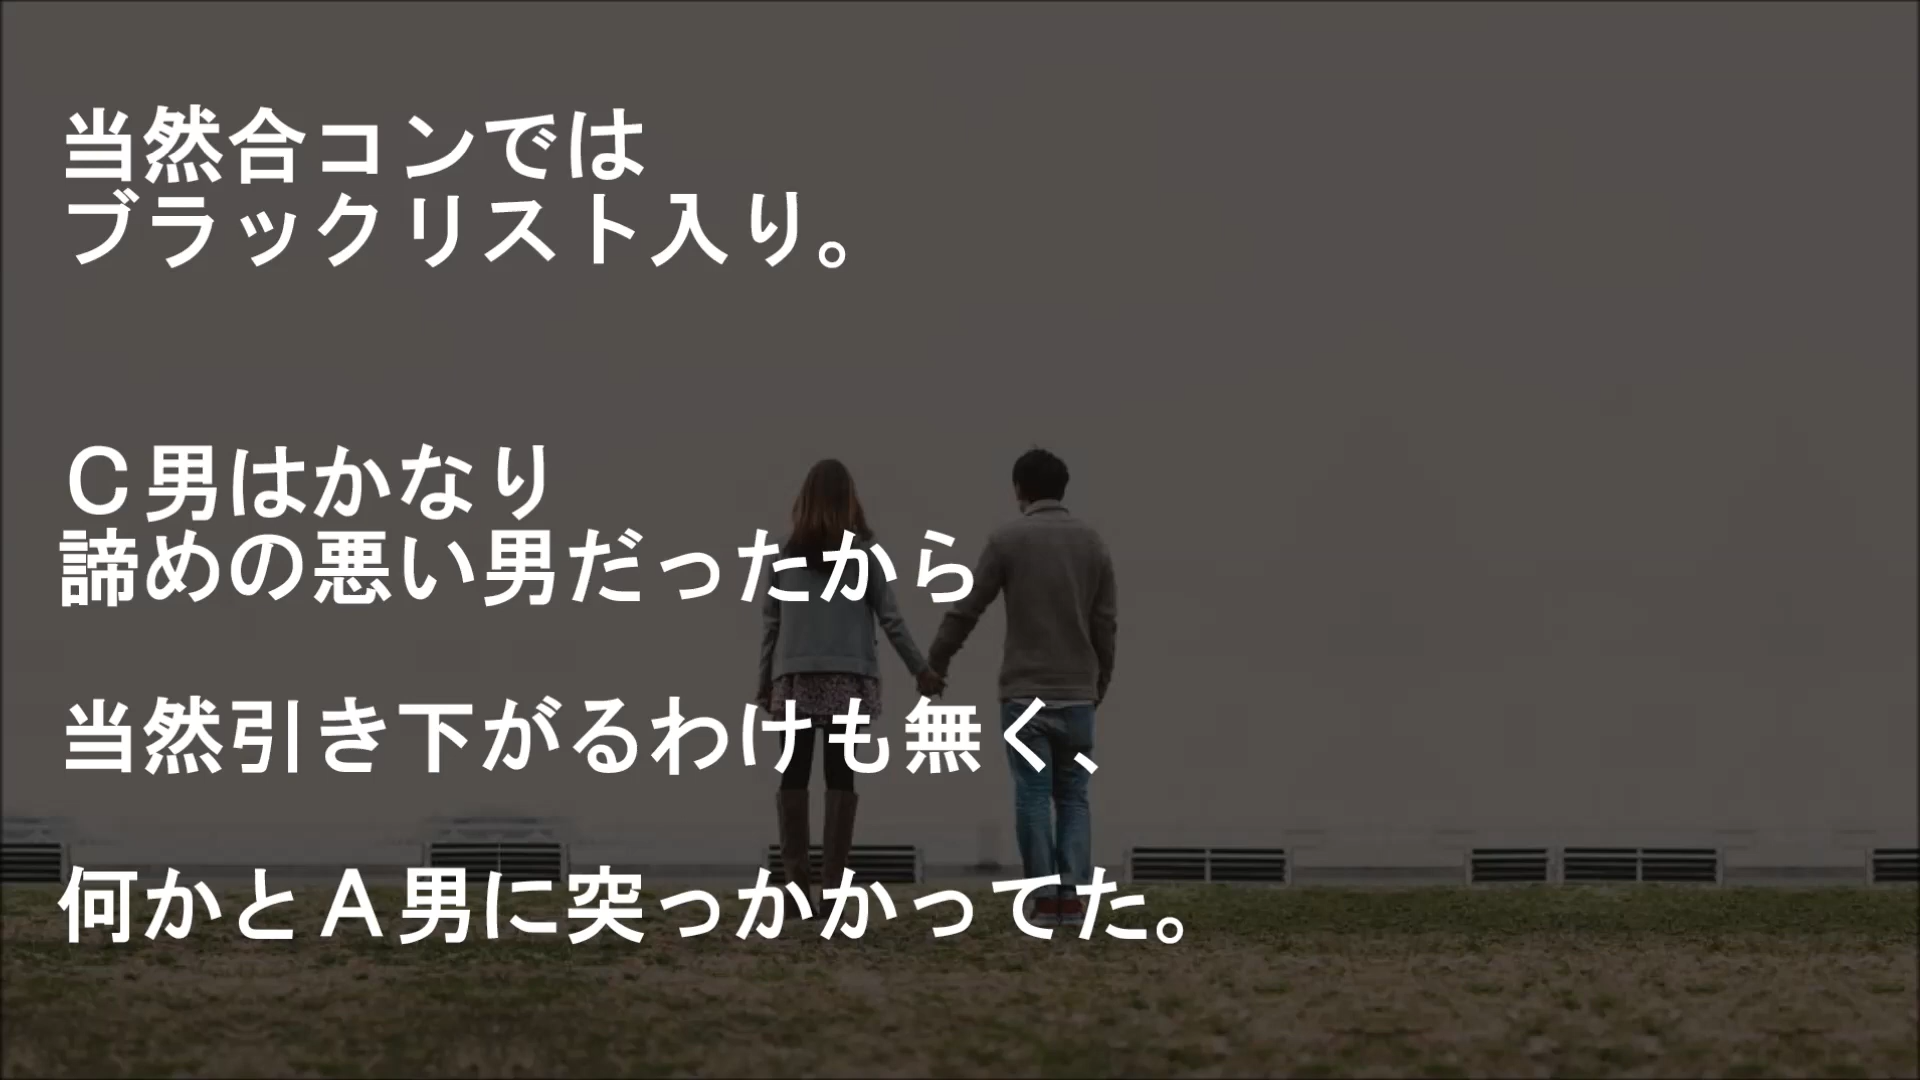 当然合コンでは
ブラックリスト入り。
Ｃ男はかなり
諦めの悪い男だったから
当然引き下がるわけも無く、
何かとＡ男に突っかかってた。